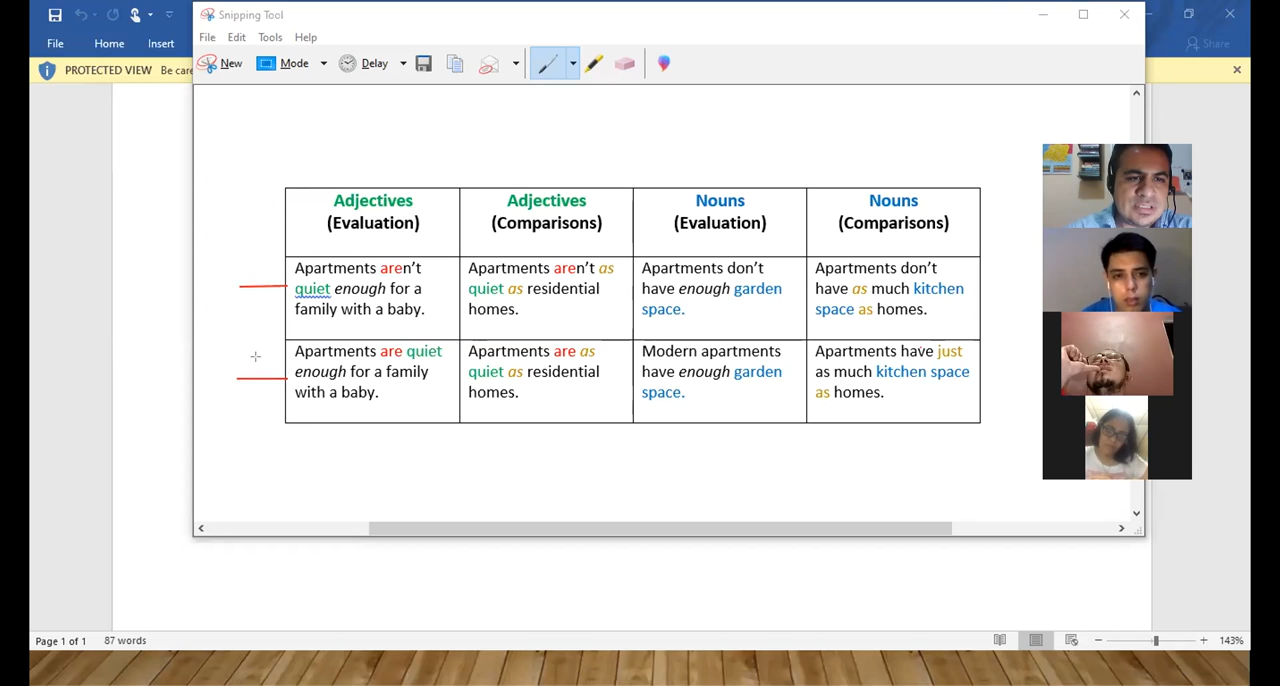 Snipping Tool
File Edit Tools Help
File Home Insert
Share
New Mode Delay
PROTECTED VIEW Be care
Adjectives
(Evaluation)
Adjectives
(Comparisons)
Nouns
(Evaluation)
Nouns
(Comparisons)
Apartments aren’t
quiet enough for a
family with a baby.
Apartments aren’t as
quiet as residential
homes.
Apartments don’t
have enough garden
space.
Apartments don’t
have as much kitchen
space as homes.
Apartments are quiet
enough for a family
with a baby.
Apartments are as
quiet as residential
homes.
Modern apartments
have enough garden
space.
Apartments have just
as much kitchen space
as homes.
Page 1 of 1 87 words
143%